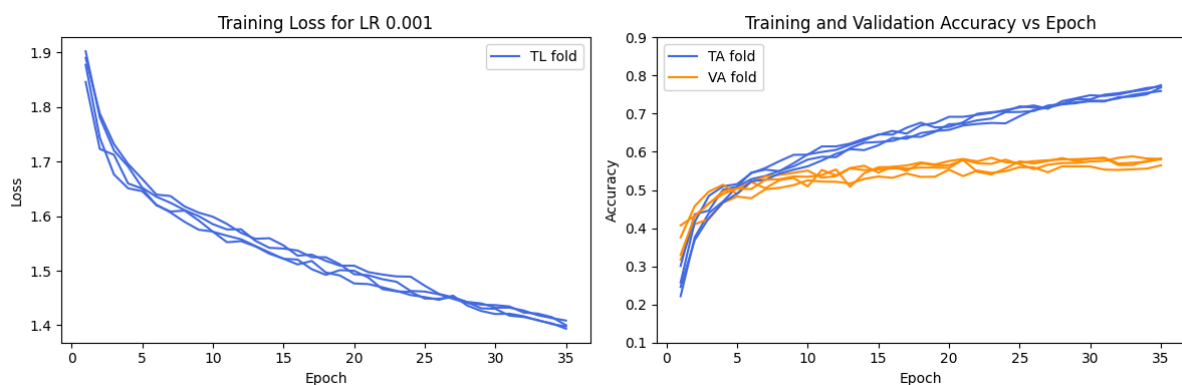 Training Loss for LR 0.001
TL fold
Loss
1.9
1.8
1.7
1.6
1.5
1.4
0 5 10 15 20 25 30 35
Epoch
Training and Validation Accuracy vs Epoch
TA fold
VA fold
Accuracy
0.9
0.8
0.7
0.6
0.5
0.4
0.3
0.2
0.1
0 5 10 15 20 25 30 35
Epoch